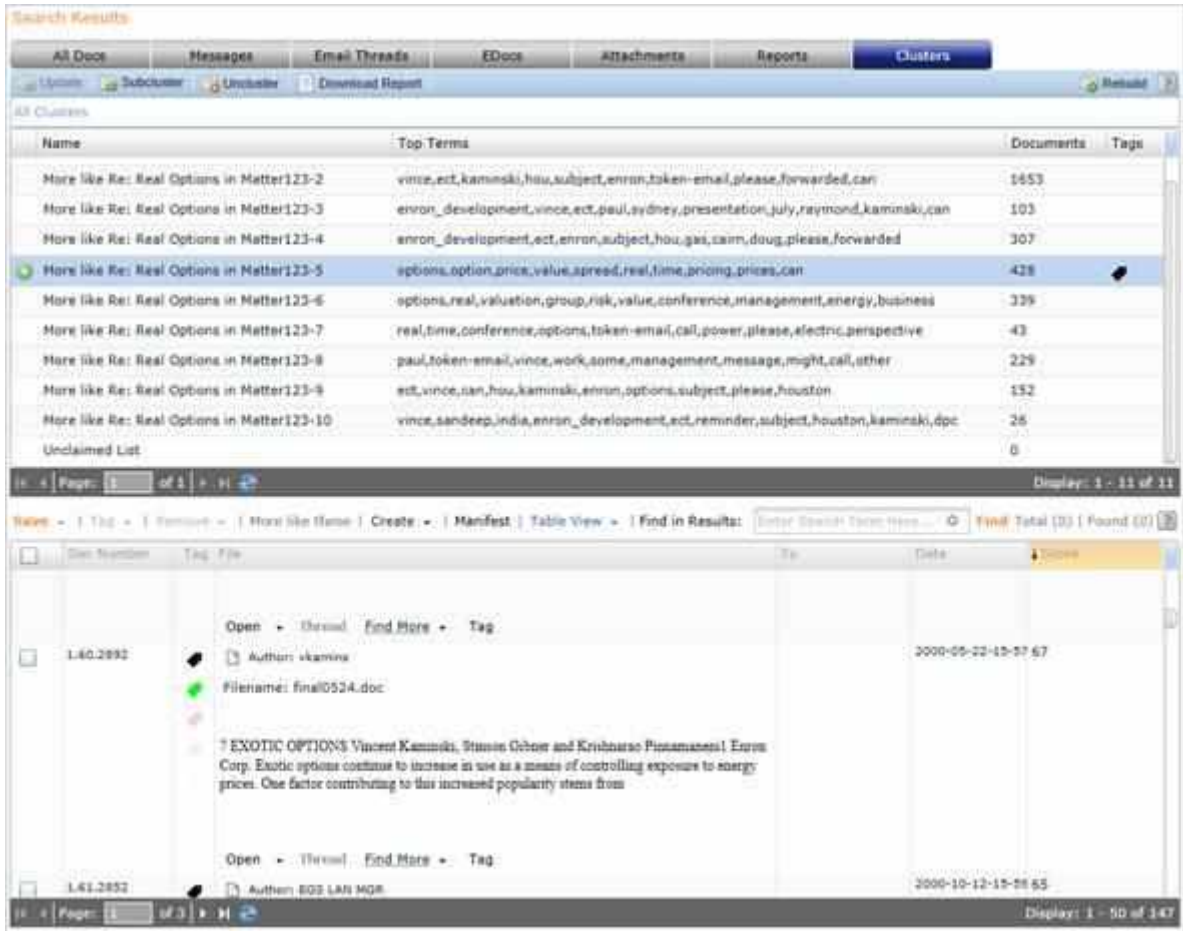 Search Results
All Docs Messages Email Threads EDocs Attachments Reports Clusters
Update Subcluster Uncluster Download Report Rebuild ?
All Clusters
Name Top Terms Documents Tags
More like Re: Real Options in Matter123-2 vince,ect,kaminski,hou,subject,enron,token-email,please,forwarded,can 1653
More like Re: Real Options in Matter123-3 enron_development,vince,ect,paul,sydney,presentation,july,raymond,kaminski,can 103
More like Re: Real Options in Matter123-4 enron_development,ect,enron,subject,hou,gas,cairn,doug,please,forwarded 307
More like Re: Real Options in Matter123-5 options,option,price,value,spread,real,time,pricing,prices,can 428
More like Re: Real Options in Matter123-6 options,real,valuation,group,risk,value,conference,management,energy,business 339
More like Re: Real Options in Matter123-7 real,time,conference,options,token-email,call,power,please,electric,perspective 43
More like Re: Real Options in Matter123-8 paul,token-email,vince,work,some,management,message,might,call,other 229
More like Re: Real Options in Matter123-9 ect,vince,can,hou,kaminski,enron,options,subject,please,houston 152
More like Re: Real Options in Matter123-10 vince,sandeep,india,enron_development,ect,reminder,subject,houston,kaminski,dpc 26
Unclaimed List 0
Page: 1 of 1 Display: 1 - 11 of 11
| Tag | Remove | More like these | Create | Manifest | Table View | Find in Results: Enter Search Term Here... Find Total (0) | Found (0) ?
Doc Number Tag File To Date Score
Open Thread Find More Tag
1.60.2892 Author: vkamins 2000-05-22-15-57 67
Filename: final0524.doc
7 EXOTIC OPTIONS Vincent Kaminski, Stinson Gibner and Krishnarao Pinnamaneni1 Enron
Corp. Exotic options continue to increase in use as a means of controlling exposure to energy
prices. One factor contributing to this increased popularity stems from
Open Thread Find More Tag
1.61.2852 Author: EGS LAN MGR 65
Page: 1 of 3 Display: 1 - 50 of 147